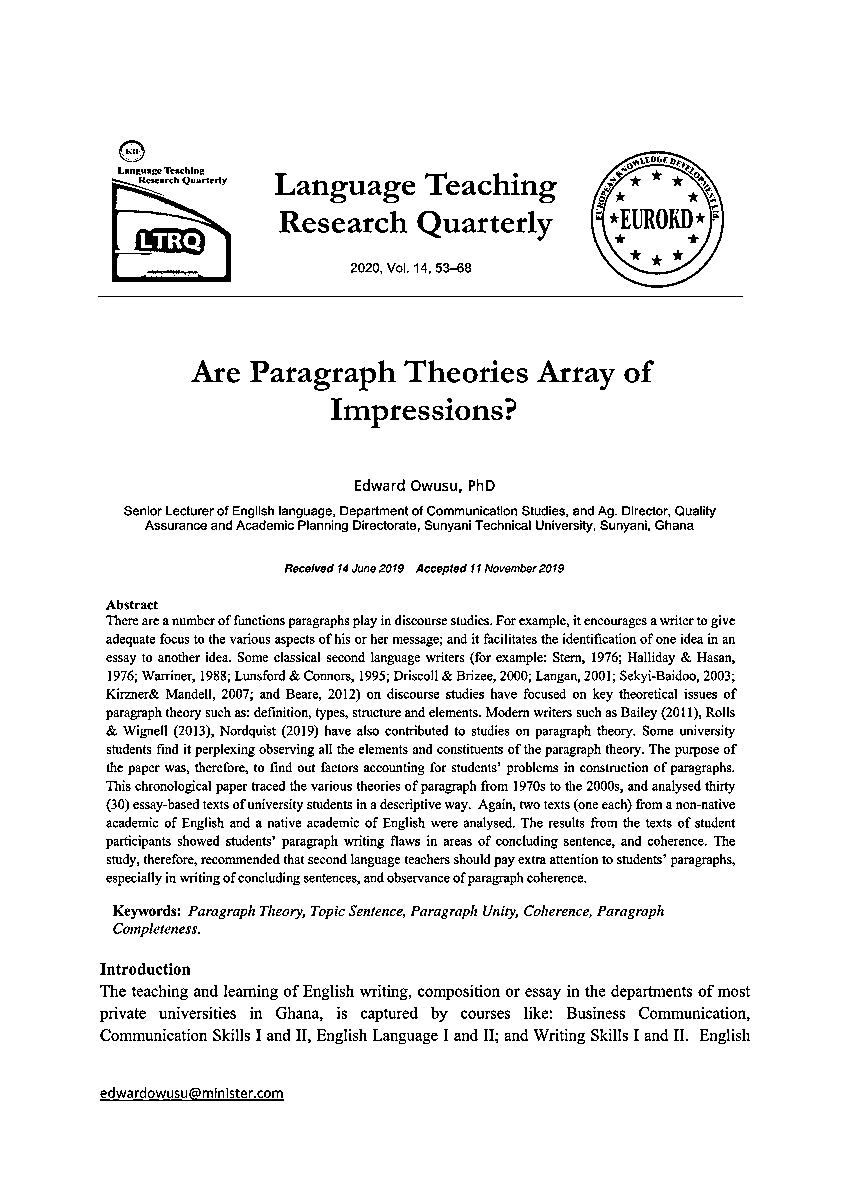 KD
Language Teaching
Research Quarterly
LTRQ
Language Teaching
Research Quarterly
2020, Vol. 14, 53–68
EUROPEAN KNOWLEDGE DEVELOPMENT Ltd.
EUROKD
Are Paragraph Theories Array of
Impressions?
Edward Owusu, PhD
Senior Lecturer of English language, Department of Communication Studies, and Ag. Director, Quality
Assurance and Academic Planning Directorate, Sunyani Technical University, Sunyani, Ghana
Received 14 June 2019 Accepted 11 November 2019
Abstract
There are a number of functions paragraphs play in discourse studies. For example, it encourages a writer to give
adequate focus to the various aspects of his or her message; and it facilitates the identification of one idea in an
essay to another idea. Some classical second language writers (for example: Stern, 1976; Halliday & Hasan,
1976; Warriner, 1988; Lunsford & Connors, 1995; Driscoll & Brizee, 2000; Langan, 2001; Sekyi-Baidoo, 2003;
Kirzner& Mandell, 2007; and Beare, 2012) on discourse studies have focused on key theoretical issues of
paragraph theory such as: definition, types, structure and elements. Modern writers such as Bailey (2011), Rolls
& Wignell (2013), Nordquist (2019) have also contributed to studies on paragraph theory. Some university
students find it perplexing observing all the elements and constituents of the paragraph theory. The purpose of
the paper was, therefore, to find out factors accounting for students’ problems in construction of paragraphs.
This chronological paper traced the various theories of paragraph from 1970s to the 2000s, and analysed thirty
(30) essay-based texts of university students in a descriptive way. Again, two texts (one each) from a non-native
academic of English and a native academic of English were analysed. The results from the texts of student
participants showed students’ paragraph writing flaws in areas of concluding sentence, and coherence. The
study, therefore, recommended that second language teachers should pay extra attention to students’ paragraphs,
especially in writing of concluding sentences, and observance of paragraph coherence.
Keywords: Paragraph Theory, Topic Sentence, Paragraph Unity, Coherence, Paragraph
Completeness.
Introduction
The teaching and learning of English writing, composition or essay in the departments of most
private universities in Ghana, is captured by courses like: Business Communication,
Communication Skills I and II, English Language I and II; and Writing Skills I and II. English
edwardowusu@minister.com